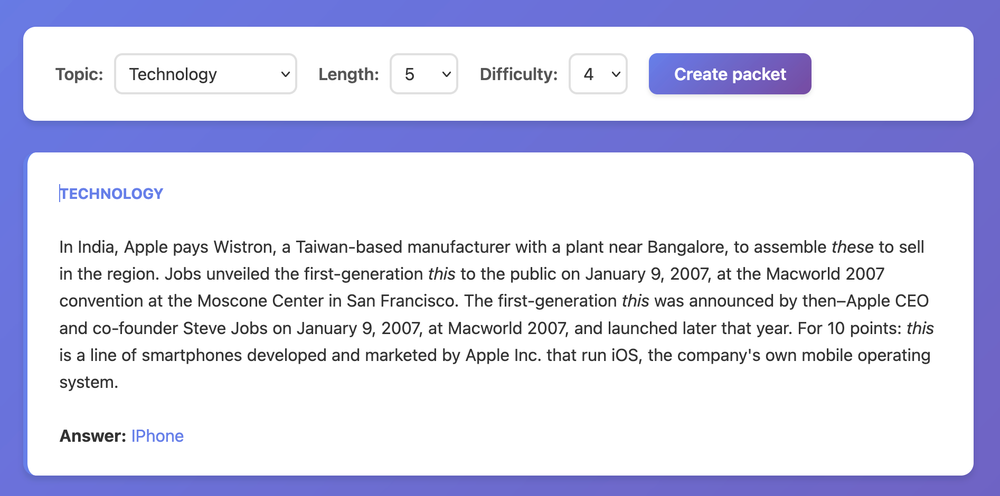 Topic: Technology Length: 5 Difficulty: 4 Create packet
TECHNOLOGY
In India, Apple pays Wistron, a Taiwan-based manufacturer with a plant near Bangalore, to assemble these to sell
in the region. Jobs unveiled the first-generation this to the public on January 9, 2007, at the Macworld 2007
convention at the Moscone Center in San Francisco. The first-generation this was announced by then–Apple CEO
and co-founder Steve Jobs on January 9, 2007, at Macworld 2007, and launched later that year. For 10 points: this
is a line of smartphones developed and marketed by Apple Inc. that run iOS, the company's own mobile operating
system.
Answer: IPhone